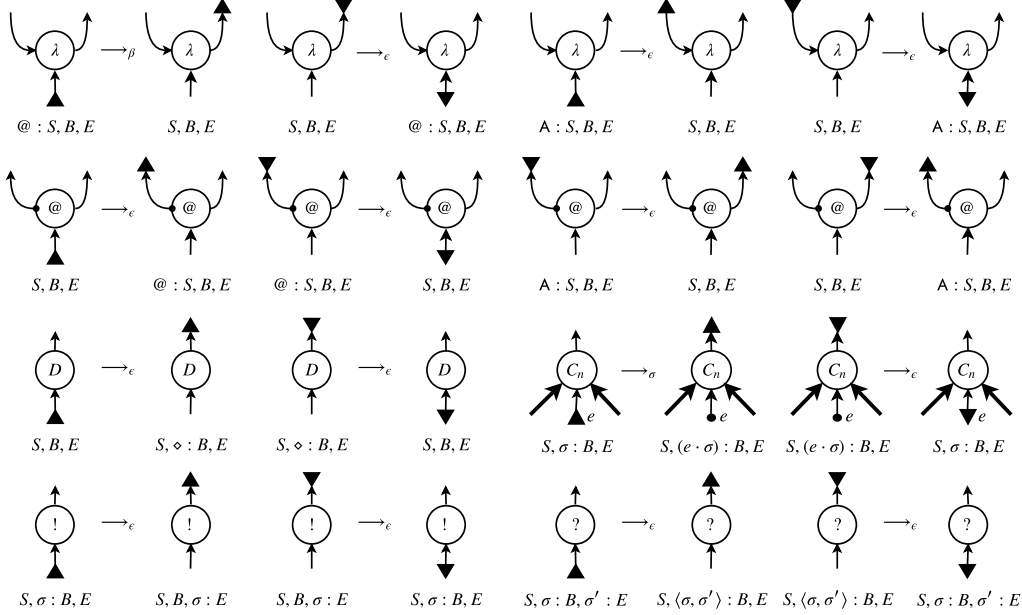 λ →β λ λ →ϵ λ λ →ϵ λ λ →ϵ λ
@ : S, B, E S, B, E S, B, E @ : S, B, E A : S, B, E S, B, E S, B, E A : S, B, E
@ →ϵ @ @ →ϵ @ @ →ϵ @ @ →ϵ @
S, B, E @ : S, B, E @ : S, B, E S, B, E A : S, B, E S, B, E S, B, E A : S, B, E
D →ϵ D D →ϵ D Cn →σ Cn Cn →ϵ Cn
e e e e
S, B, E S, ⋄ : B, E S, ⋄ : B, E S, B, E S, σ : B, E S, (e · σ) : B, E S, (e · σ) : B, E S, σ : B, E
! →ϵ ! ! →ϵ ! ? →ϵ ? ? →ϵ ?
S, σ : B, E S, B, σ : E S, B, σ : E S, σ : B, E S, σ : B, σ′ : E S, ⟨σ, σ′⟩ : B, E S, ⟨σ, σ′⟩ : B, E S, σ : B, σ′ : E